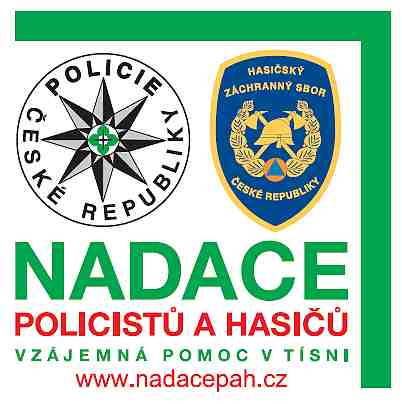 POLICIE
ČESKÉ REPUBLIKY
HASIČSKÝ
ZÁCHRANNÝ SBOR
ČESKÉ REPUBLIKY
NADACE
POLICISTŮ A HASIČŮ
VZÁJEMNÁ POMOC V TÍSNI
www.nadacepah.cz